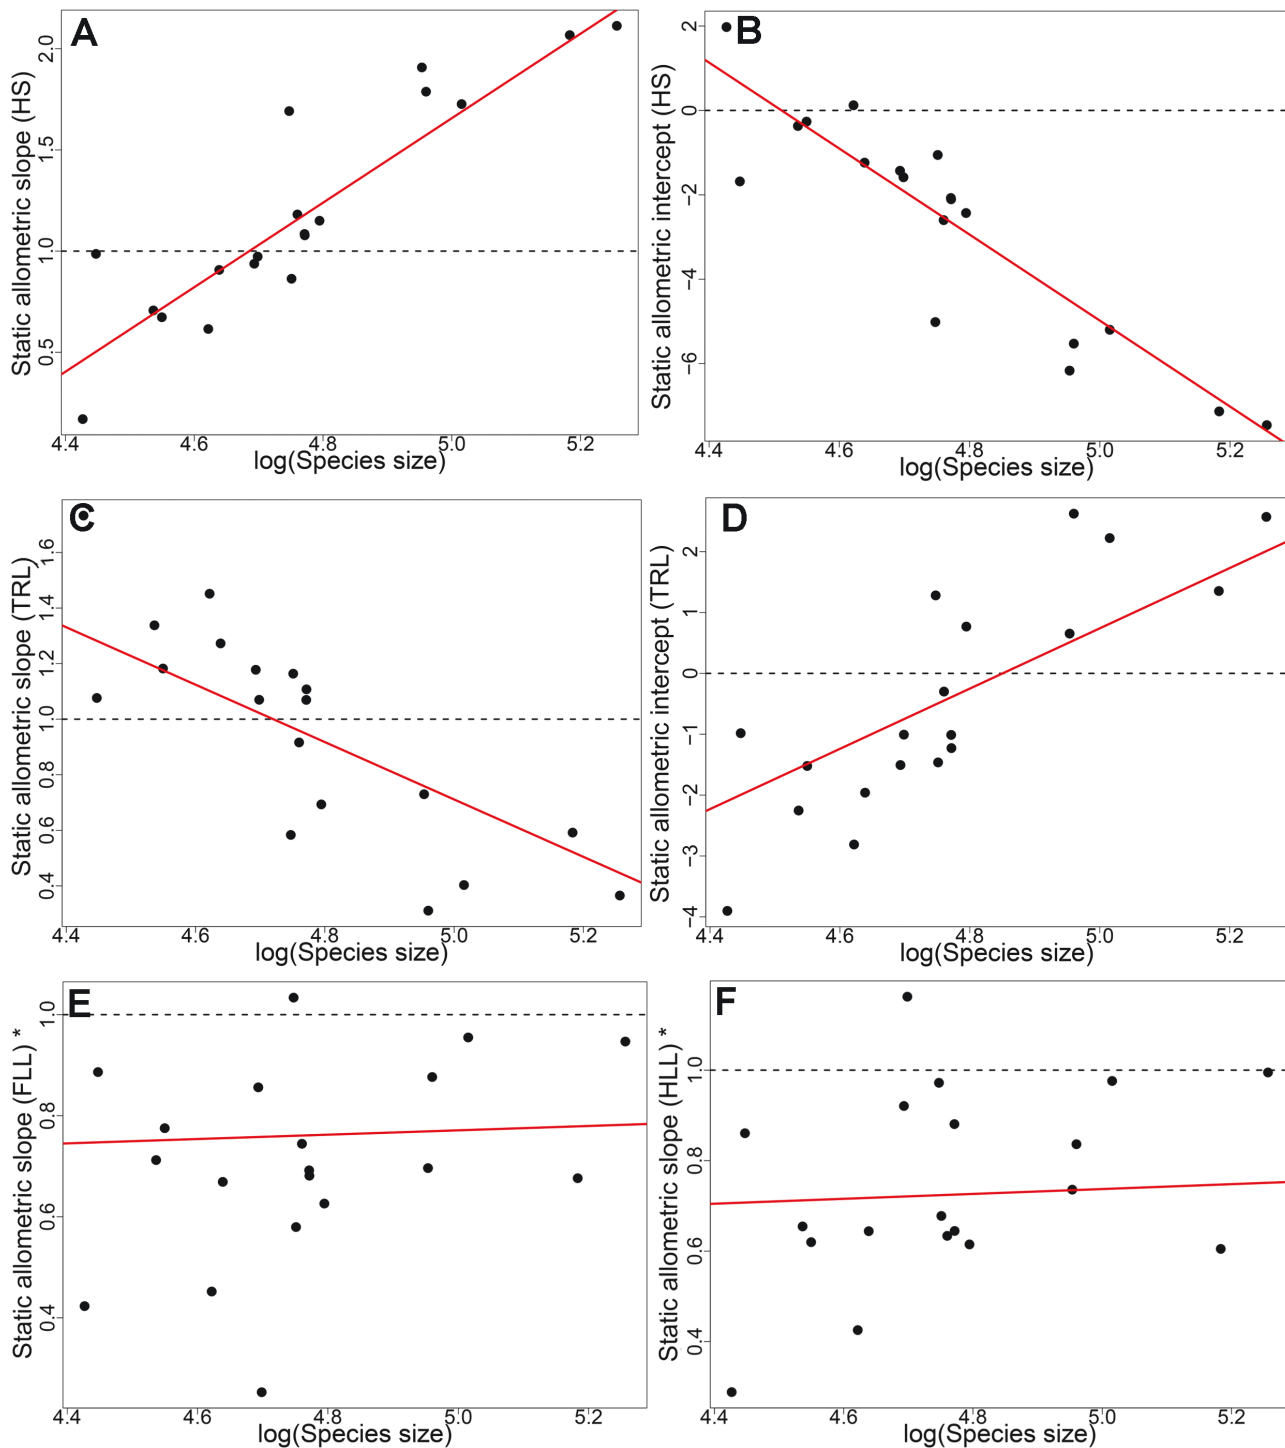 A
Static allometric slope (HS)
2.0
1.5
1.0
0.5
4.4 4.6 4.8 5.0 5.2
log(Species size)
B
Static allometric intercept (HS)
2
0
−2
−4
−6
4.4 4.6 4.8 5.0 5.2
log(Species size)
C
Static allometric slope (TRL)
1.6
1.4
1.2
1.0
0.8
0.6
0.4
4.4 4.6 4.8 5.0 5.2
log(Species size)
D
Static allometric intercept (TRL)
2
1
0
−1
−2
−3
−4
4.4 4.6 4.8 5.0 5.2
log(Species size)
E
Static allometric slope (FLL) *
1.0
0.8
0.6
0.4
4.4 4.6 4.8 5.0 5.2
log(Species size)
F
Static allometric slope (HLL) *
1.0
0.8
0.6
0.4
4.4 4.6 4.8 5.0 5.2
log(Species size)